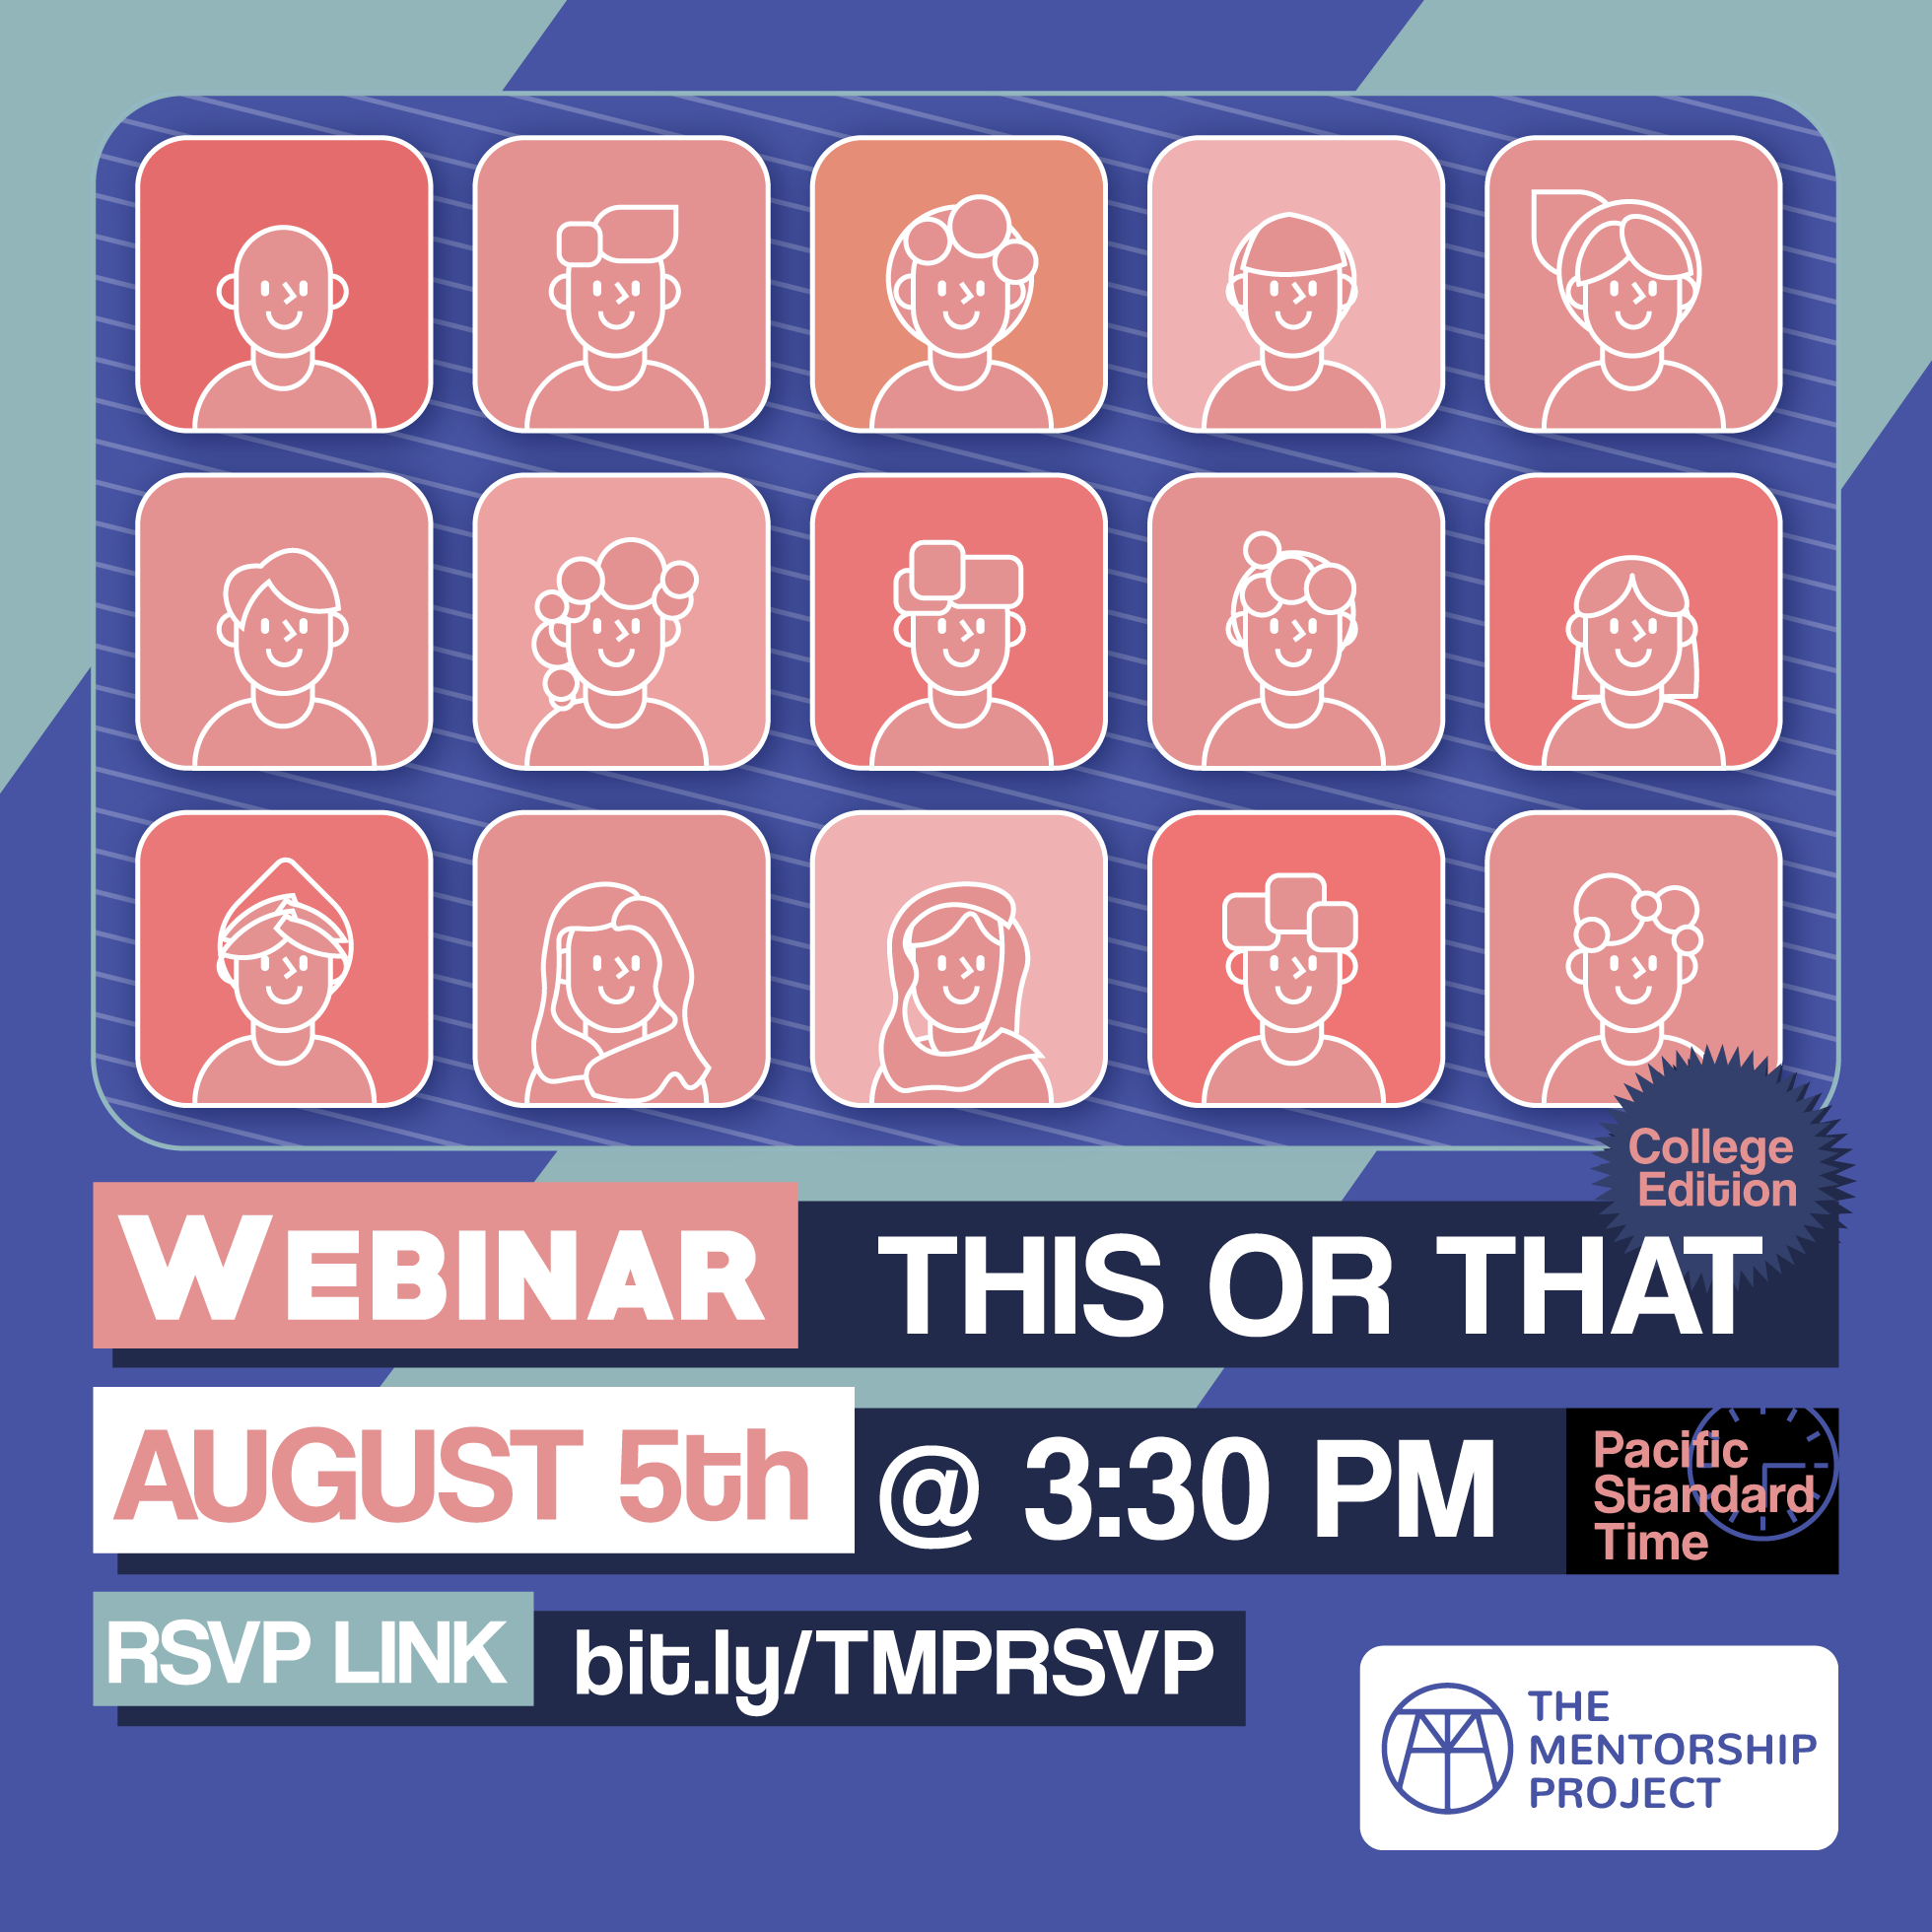 College
Edition
WEBINAR THIS OR THAT
AUGUST 5th @ 3:30 PM
Pacific
Standard
Time
RSVP LINK bit.ly/TMPRSVP
THE
MENTORSHIP
PROJECT